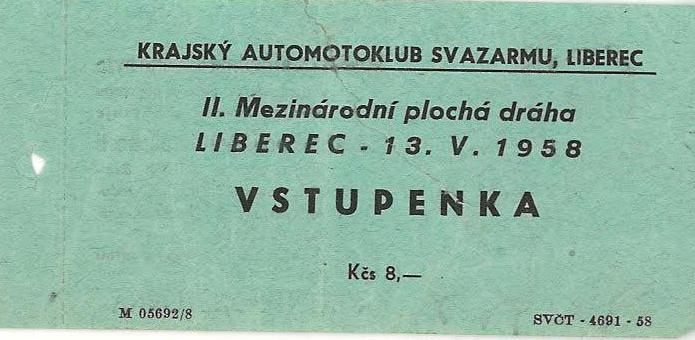 KRAJSKÝ AUTOMOTOKLUB SVAZARMU, LIBEREC
II. Mezinárodní plochá dráha
LIBEREC - 13. V. 1958
VSTUPENKA
Kčs 8,—
M 05692/8
SVČT - 4691 - 58